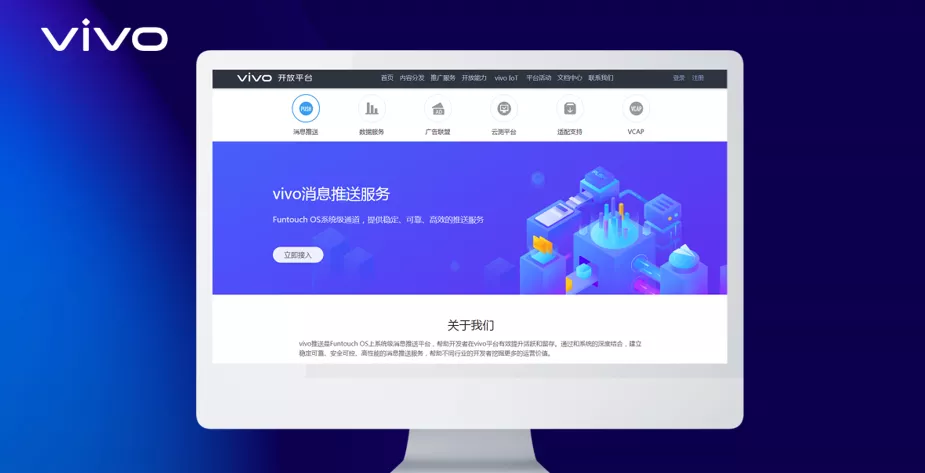 vivo
vivo 开放平台
首页 内容分发 推广服务 开放能力 vivo IoT 平台活动 文档中心 联系我们
登录 注册
PUSH
AD
VCAP
消息推送 数据服务 广告联盟 云测平台 适配支持 VCAP
vivo消息推送服务
Funtouch OS系统级通道，提供稳定、可靠、高效的推送服务
立即接入
关于我们
vivo推送是Funtouch OS上系统级消息推送平台，帮助开发者在vivo平台有效提升活跃和留存。通过和系统的深度结合，建立
稳定可靠、安全可控、高性能的消息推送服务，帮助不同行业的开发者挖掘更多的运营价值。